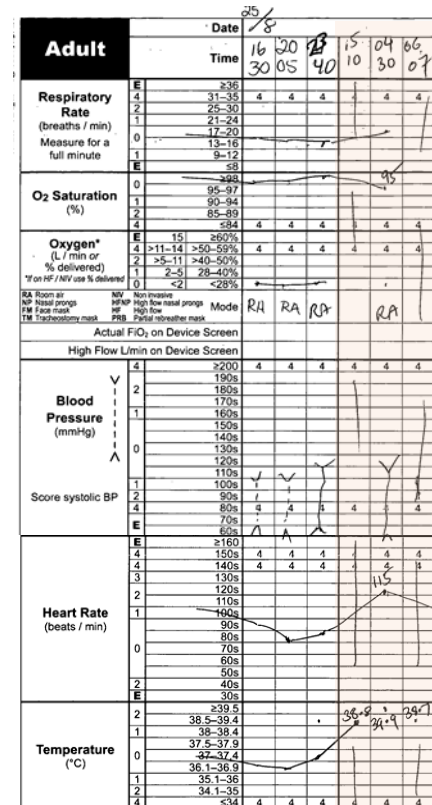 25/8
Date
Adult
Time 16 30 20 05 23 40 15 10 04 30 06 07
Respiratory Rate (breaths / min) Measure for a full minute
E ≥36
4 31–35 4 4 4 4 4 4
2 25–30
1 21–24
0 17–20
13–16
1 9–12
E ≤8
O2 Saturation (%)
0 ≥98 95
95–97
1 90–94
2 85–89
4 ≤84 4 4 4 4 4 4
Oxygen* (L / min or % delivered)
*If on HF / NIV use % delivered
E 15 ≥60%
4 >11–14 >50–59% 4 4 4 4 4 4
2 >5–11 >40–50%
1 2–5 28–40%
0 <2 <28%
RA Room air NIV Non invasive
NP Nasal prongs HFNP High flow nasal prongs
FM Face mask HF High flow
TM Tracheostomy mask PRB Partial rebreather mask
Mode RA RA RA RA
Actual FiO2 on Device Screen
High Flow L/min on Device Screen
Blood Pressure (mmHg)
Score systolic BP
4 ≥200 4 4 4 4 4 4
190s
2 180s
170s
1 160s
150s
140s
0 130s
120s
110s
1 100s
2 90s
4 80s 4 4 4 4 4 4
70s
E 60s
Heart Rate (beats / min)
E ≥160
4 150s 4 4 4 4 4 4
4 140s 4 4 4 4 4 4
3 130s
2 120s 115
110s
1 100s
90s
80s
0 70s
60s
50s
2 40s
E 30s
Temperature (°C)
2 ≥39.5 38.8 39.9 39.7
38.5–39.4
1 38–38.4
37.5–37.9
0 37–37.4
36.1–36.9
1 35.1–36
2 34.1–35
4 ≤34 4 4 4 4 4 4